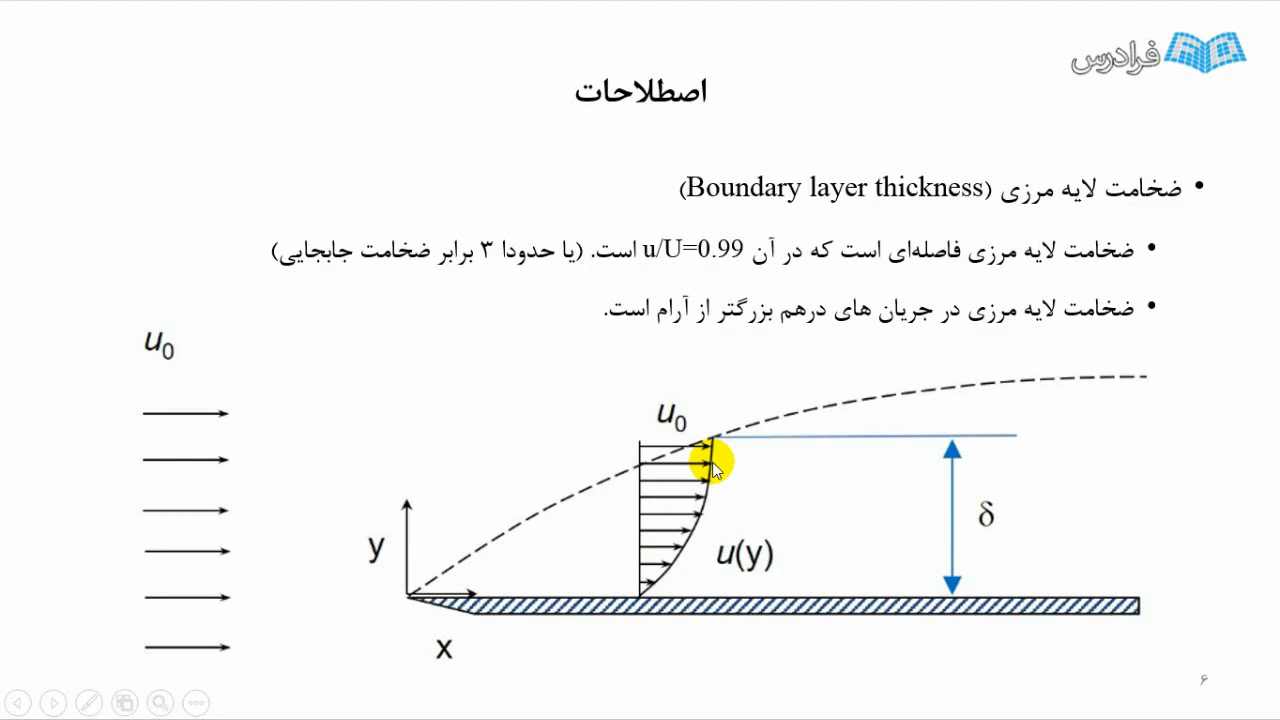 فرادرس
اصطلاحات
• ضخامت لایه مرزی (Boundary layer thickness)
• ضخامت لایه مرزی فاصله‌ای است که در آن u/U=0.99 است. (یا حدودا ۳ برابر ضخامت جابجایی)
• ضخامت لایه مرزی در جریان های درهم بزرگتر از آرام است.
u₀
u₀
δ
y
u(y)
x
۶